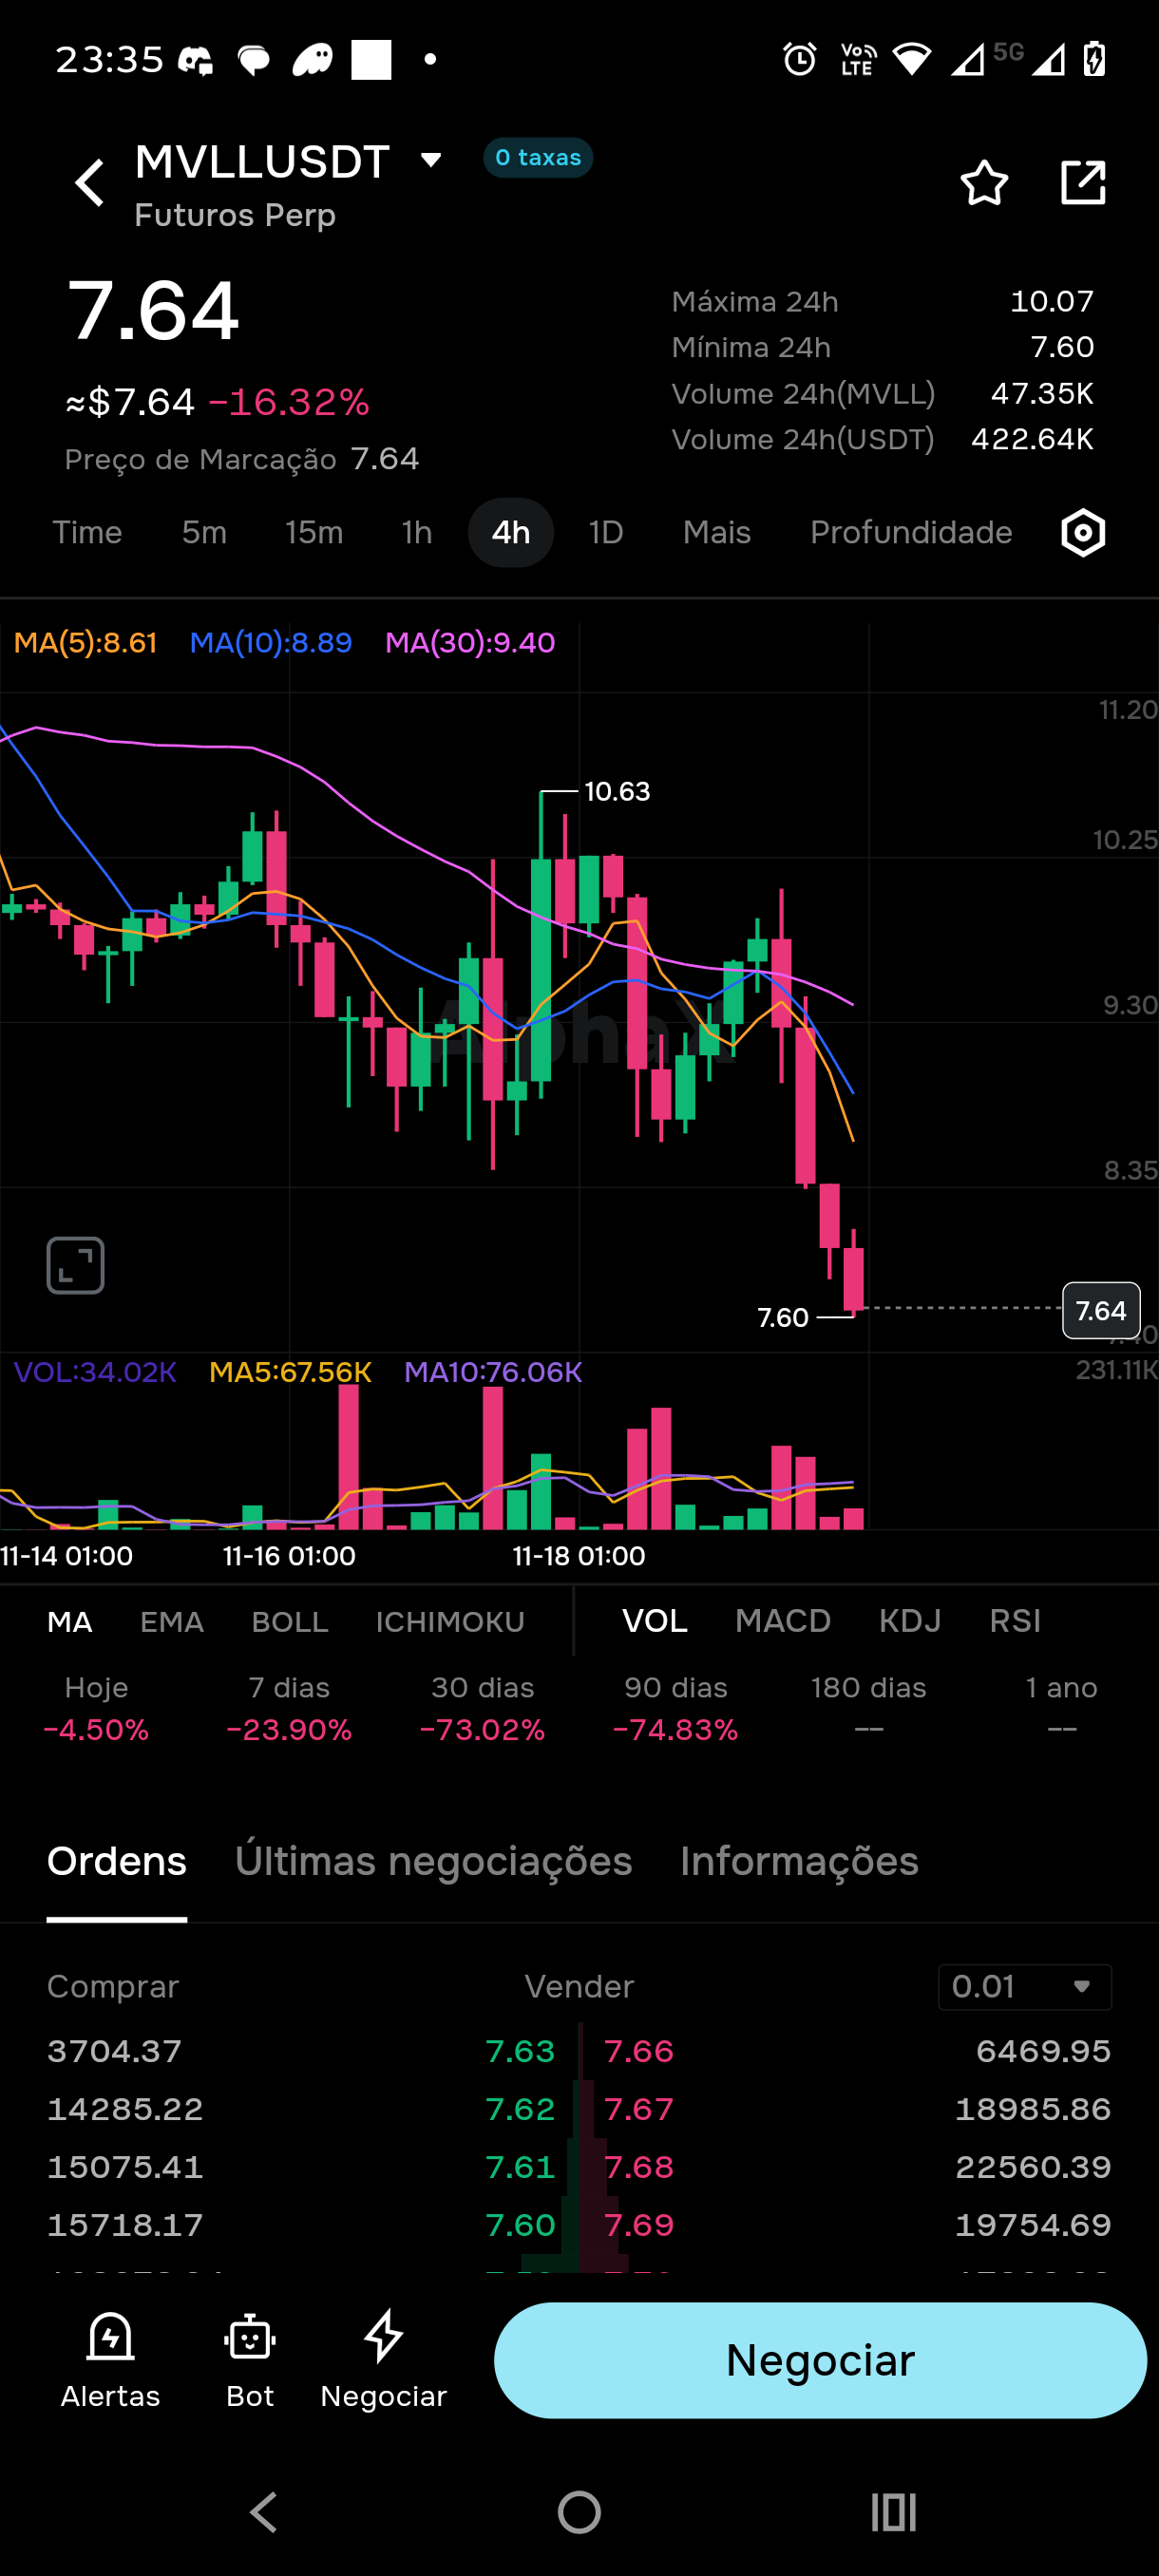 23:35
VoLTE 5G
MVLLUSDT 0 taxas
Futuros Perp
7.64
≈$7.64 -16.32%
Preço de Marcação 7.64
Máxima 24h 10.07
Mínima 24h 7.60
Volume 24h(MVLL) 47.35K
Volume 24h(USDT) 422.64K
Time 5m 15m 1h 4h 1D Mais Profundidade
MA(5):8.61 MA(10):8.89 MA(30):9.40
11.20
10.63
10.25
AlphaX
9.30
8.35
7.60
7.64
VOL:34.02K MA5:67.56K MA10:76.06K 231.11K
11-14 01:00 11-16 01:00 11-18 01:00
MA EMA BOLL ICHIMOKU VOL MACD KDJ RSI
Hoje 7 dias 30 dias 90 dias 180 dias 1 ano
-4.50% -23.90% -73.02% -74.83% -- --
Ordens Últimas negociações Informações
Comprar Vender 0.01
3704.37 7.63 7.66 6469.95
14285.22 7.62 7.67 18985.86
15075.41 7.61 7.68 22560.39
15718.17 7.60 7.69 19754.69
Alertas Bot Negociar Negociar